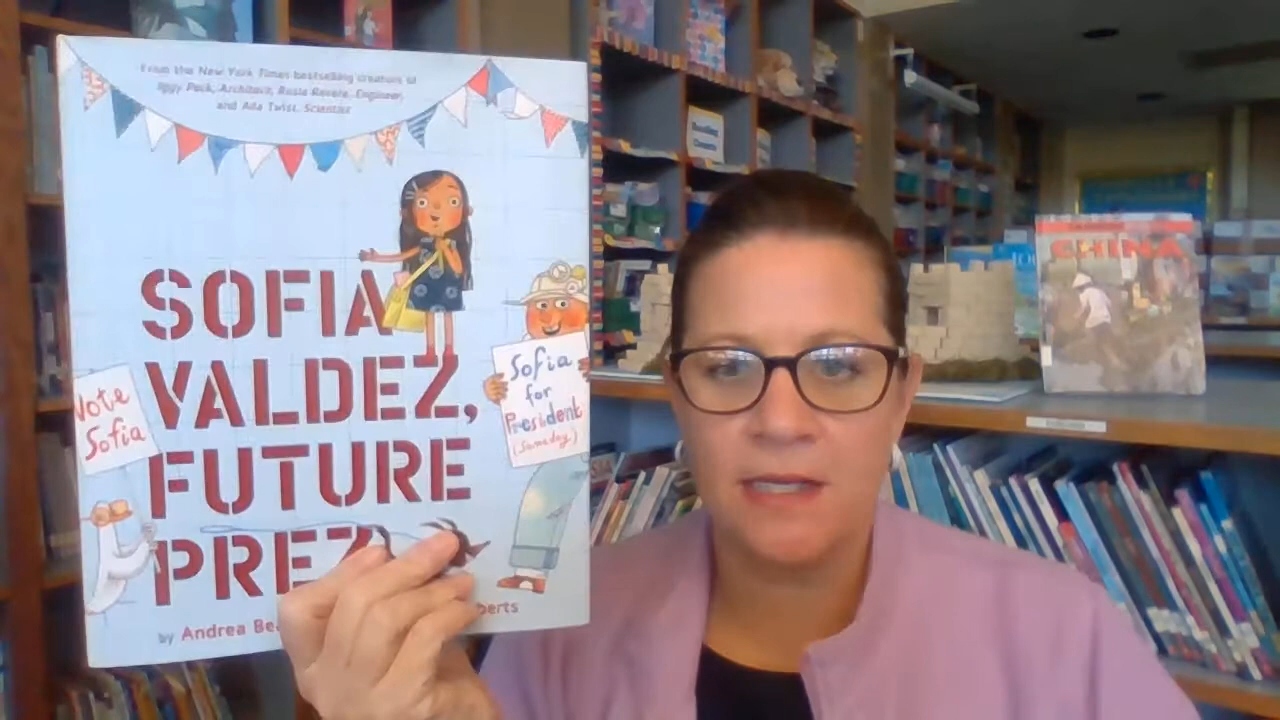 From the New York Times bestselling creators of
Iggy Peck, Architect, Rosie Revere, Engineer,
and Ada Twist, Scientist
SOFIA
VALDEZ,
FUTURE
PREZ
Vote
Sofia
Sofia
for
President
(Someday)
by Andrea Bea
berts
CHINA